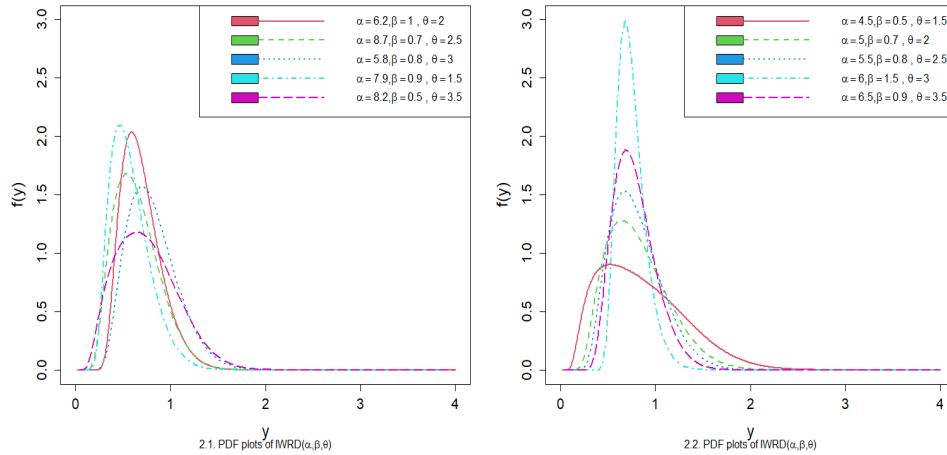 α=6.2,β=1 , θ=2
α=8.7,β=0.7 , θ=2.5
α=5.8,β=0.8 , θ=3
α=7.9,β=0.9 , θ=1.5
α=8.2,β=0.5 , θ=3.5
f(y)
3.0
2.5
2.0
1.5
1.0
0.5
0.0
0
1
2
3
4
y
2.1. PDF plots of IWRD(α,β,θ)
α=4.5,β=0.5 , θ=1.5
α=5,β=0.7 , θ=2
α=5.5,β=0.8 , θ=2.5
α=6,β=1.5 , θ=3
α=6.5,β=0.9 , θ=3.5
f(y)
3.0
2.5
2.0
1.5
1.0
0.5
0.0
0
1
2
3
4
y
2.2. PDF plots of IWRD(α,β,θ)